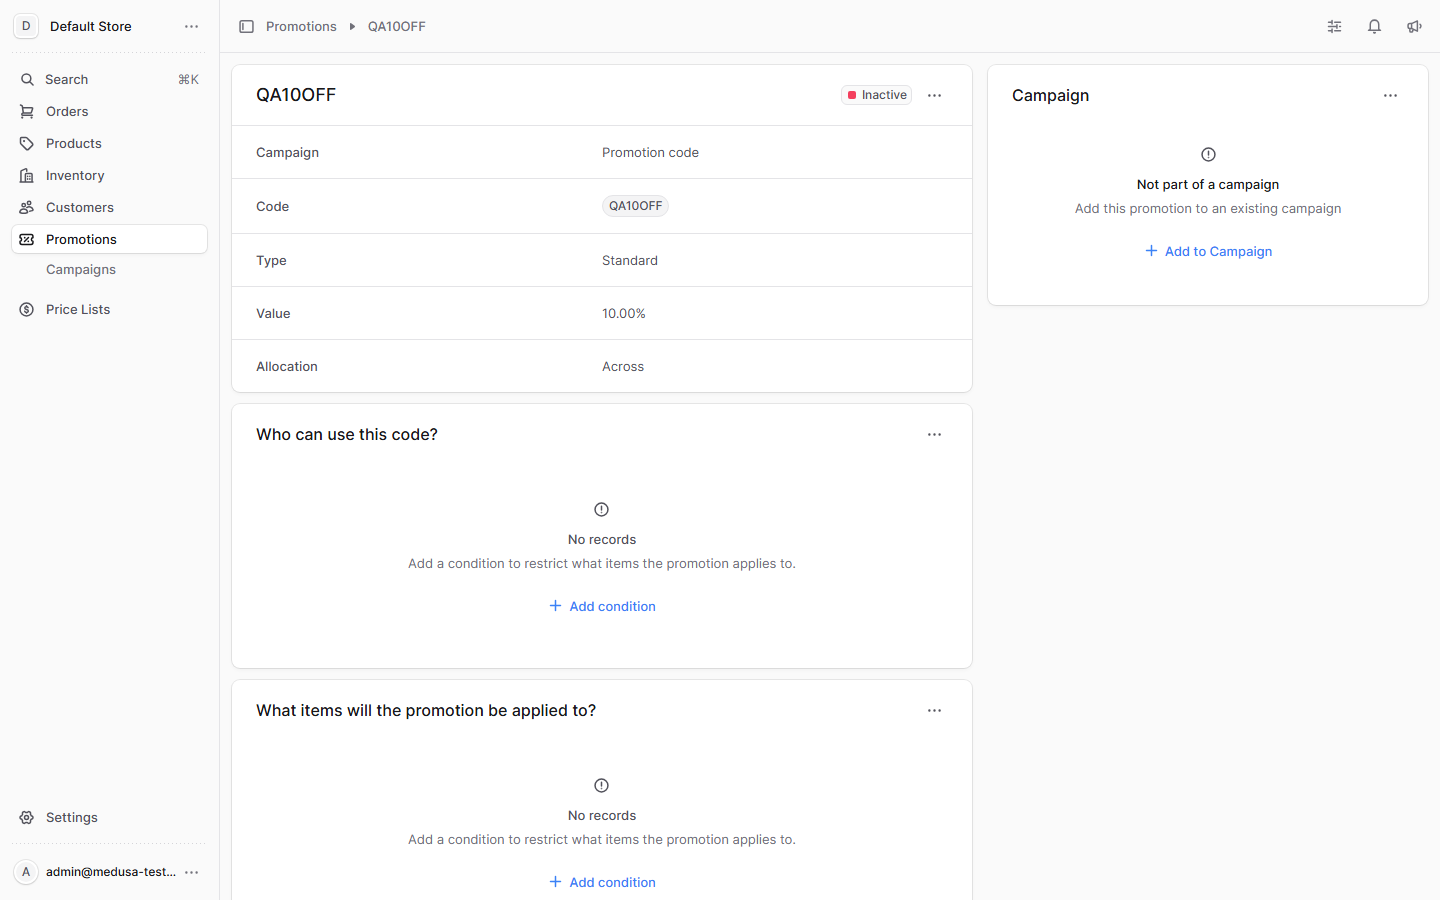 D Default Store
Search ⌘K
Orders
Products
Inventory
Customers
Promotions
Campaigns
Price Lists
Settings
A admin@medusa-test...
Promotions QA10OFF
QA10OFF Inactive
Campaign Promotion code
Code QA10OFF
Type Standard
Value 10.00%
Allocation Across
Who can use this code?
No records
Add a condition to restrict what items the promotion applies to.
Add condition
What items will the promotion be applied to?
No records
Add a condition to restrict what items the promotion applies to.
Add condition
Campaign
Not part of a campaign
Add this promotion to an existing campaign
Add to Campaign